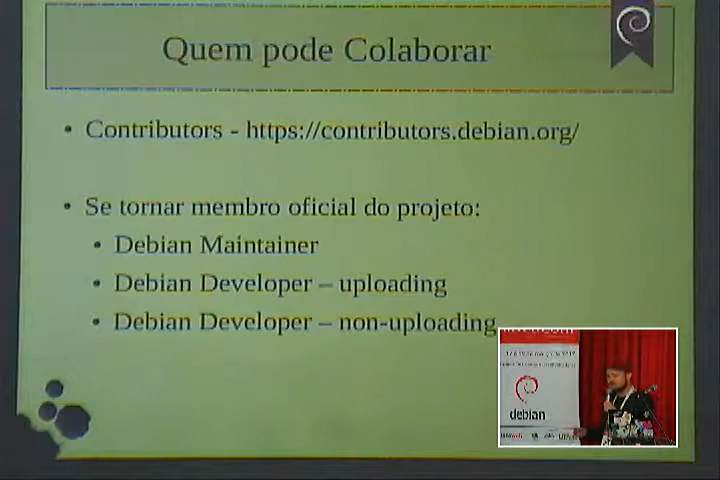 Quem pode Colaborar
• Contributors - https://contributors.debian.org/
• Se tornar membro oficial do projeto:
• Debian Maintainer
• Debian Developer – uploading
• Debian Developer – non-uploading
debian